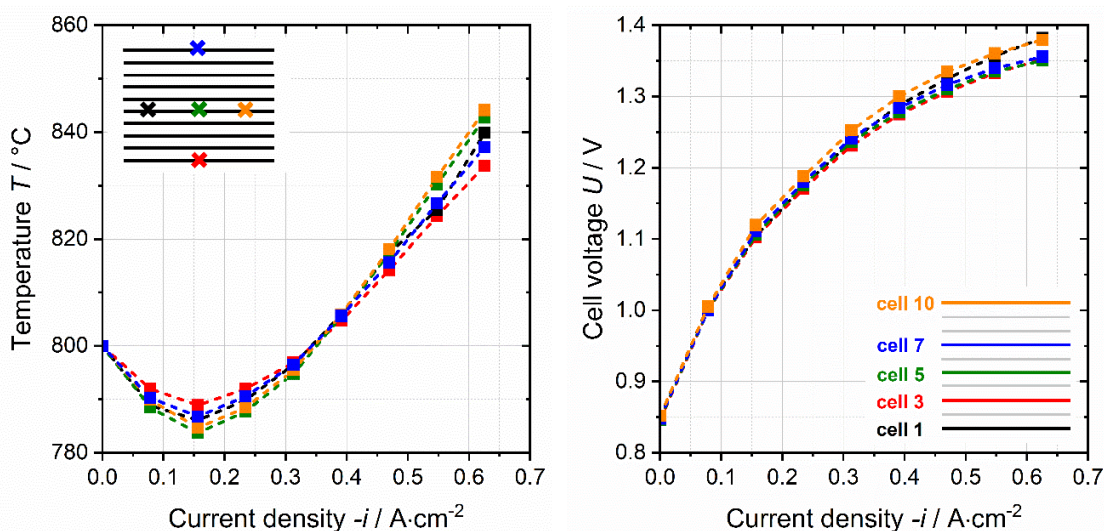 860
840
820
800
780
Temperature T / °C
0.0 0.1 0.2 0.3 0.4 0.5 0.6 0.7
Current density -i / A·cm-2
1.4
1.3
1.2
1.1
1.0
0.9
0.8
Cell voltage U / V
cell 10
cell 7
cell 5
cell 3
cell 1
0.0 0.1 0.2 0.3 0.4 0.5 0.6 0.7
Current density -i / A·cm-2